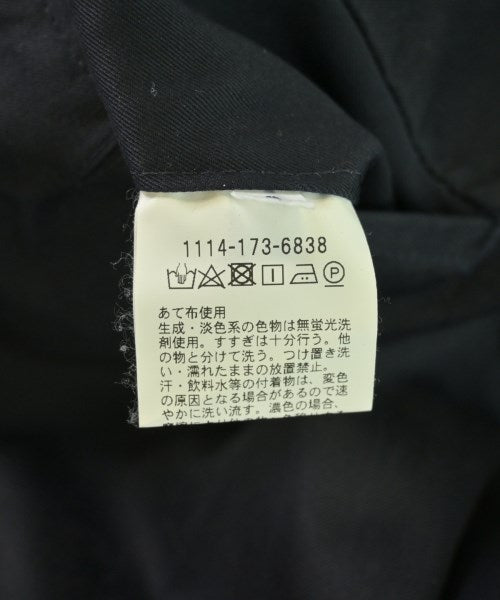 1114-173-6838
P
あて布使用
生成・淡色系の色物は無蛍光洗
剤使用。すすぎは十分行う。他
の物と分けて洗う。つけ置き洗
い・濡れたままの放置禁止。
汗・飲料水等の付着物は、変色
の原因となる場合があるので速
やかに洗い流す。濃色の場合、